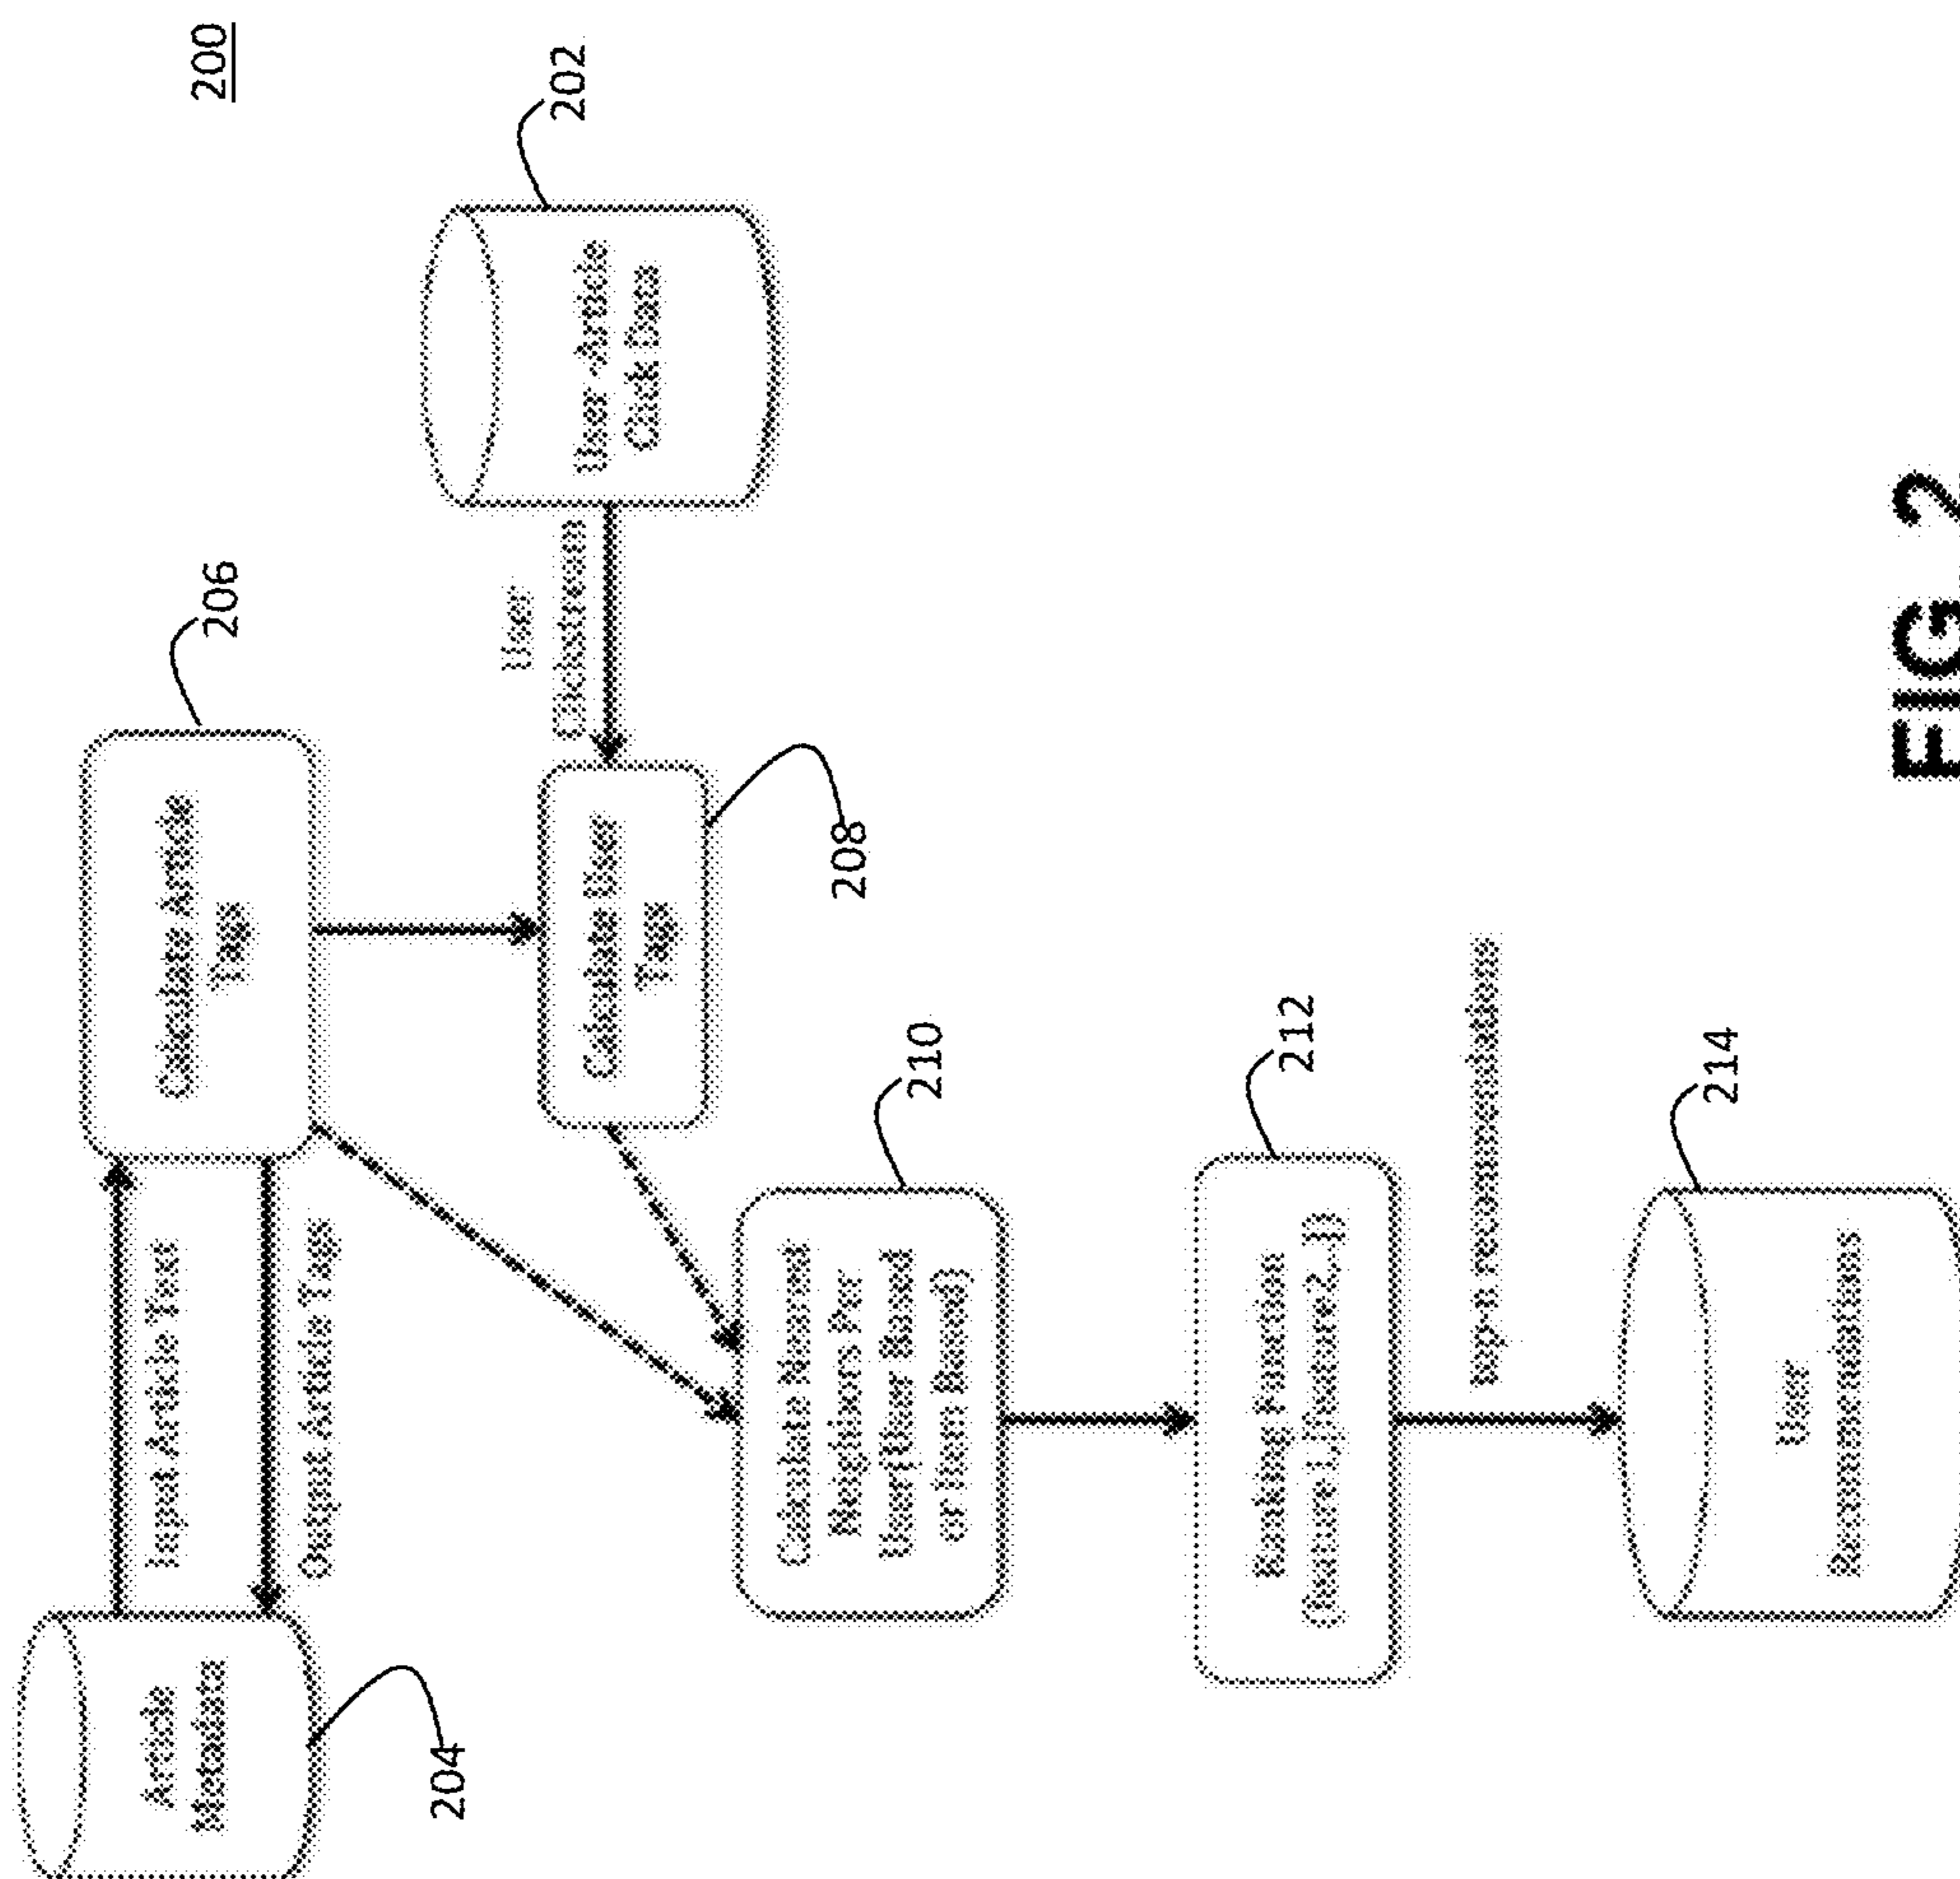 200
206
Calculate Article
Tags
Article
Metadata
Input Article Text
Output Article Tags
204
202
User-Article
Click Data
User
Clickstream
Calculate User
Tags
208
210
Calculate Nearest
Neighbors Per
User(User Based
or Item Based)
212
Ranking Function
(feature1,feature2..))
top-n recommendations
214
User
Recommendations
FIG. 2